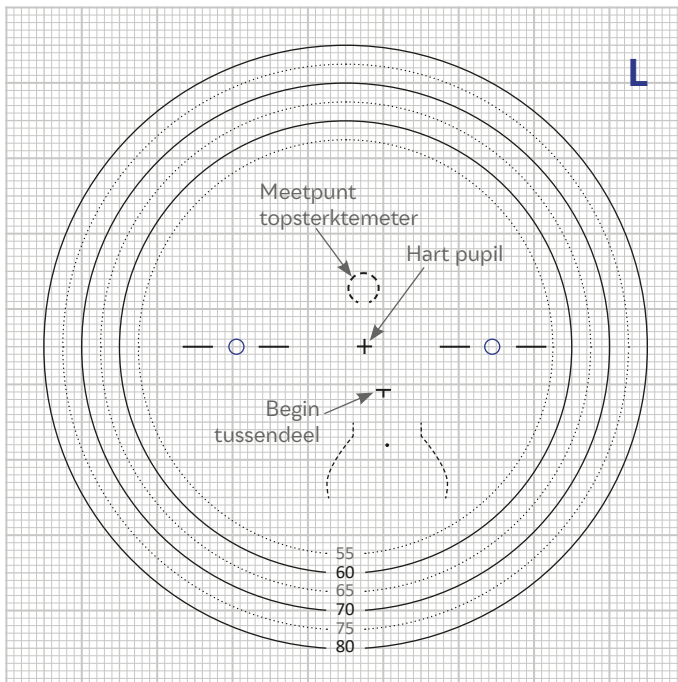 L
Meetpunt
topsterktemeter
Hart pupil
Begin
tussendeel
55
60
65
70
75
80